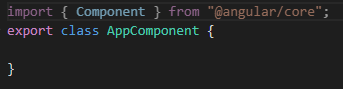 import { Component } from "@angular/core";
export class AppComponent {
}